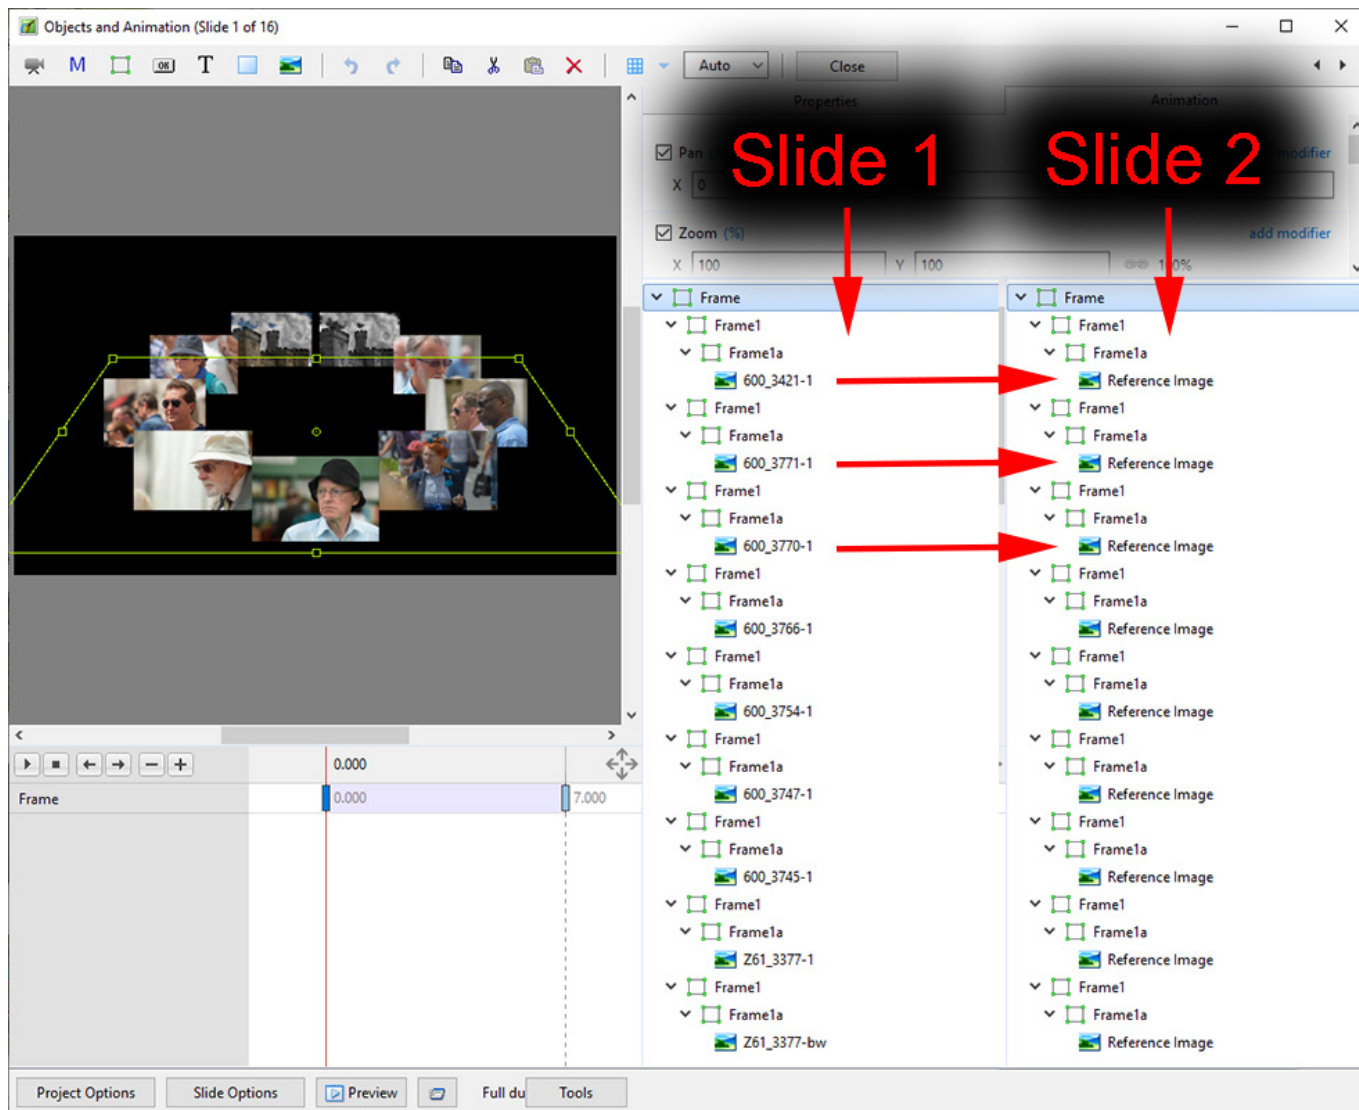 Objects and Animation (Slide 1 of 16)
M OK T Auto Close
Properties Animation
Slide 1 Slide 2
Pan modifier
X 0
Zoom (%) add modifier
X 100 Y 100 100%
Frame Frame
Frame1 Frame1
Frame1a Frame1a
600_3421-1 Reference Image
Frame1 Frame1
Frame1a Frame1a
600_3771-1 Reference Image
Frame1 Frame1
Frame1a Frame1a
600_3770-1 Reference Image
Frame1 Frame1
Frame1a Frame1a
600_3766-1 Reference Image
Frame1 Frame1
Frame1a Frame1a
600_3754-1 Reference Image
Frame1 Frame1
0.000 Frame1a Frame1a
Frame 0.000 7.000 600_3747-1 Reference Image
Frame1 Frame1
Frame1a Frame1a
600_3745-1 Reference Image
Frame1 Frame1
Frame1a Frame1a
Z61_3377-1 Reference Image
Frame1 Frame1
Frame1a Frame1a
Z61_3377-bw Reference Image
Project Options Slide Options Preview Full du Tools